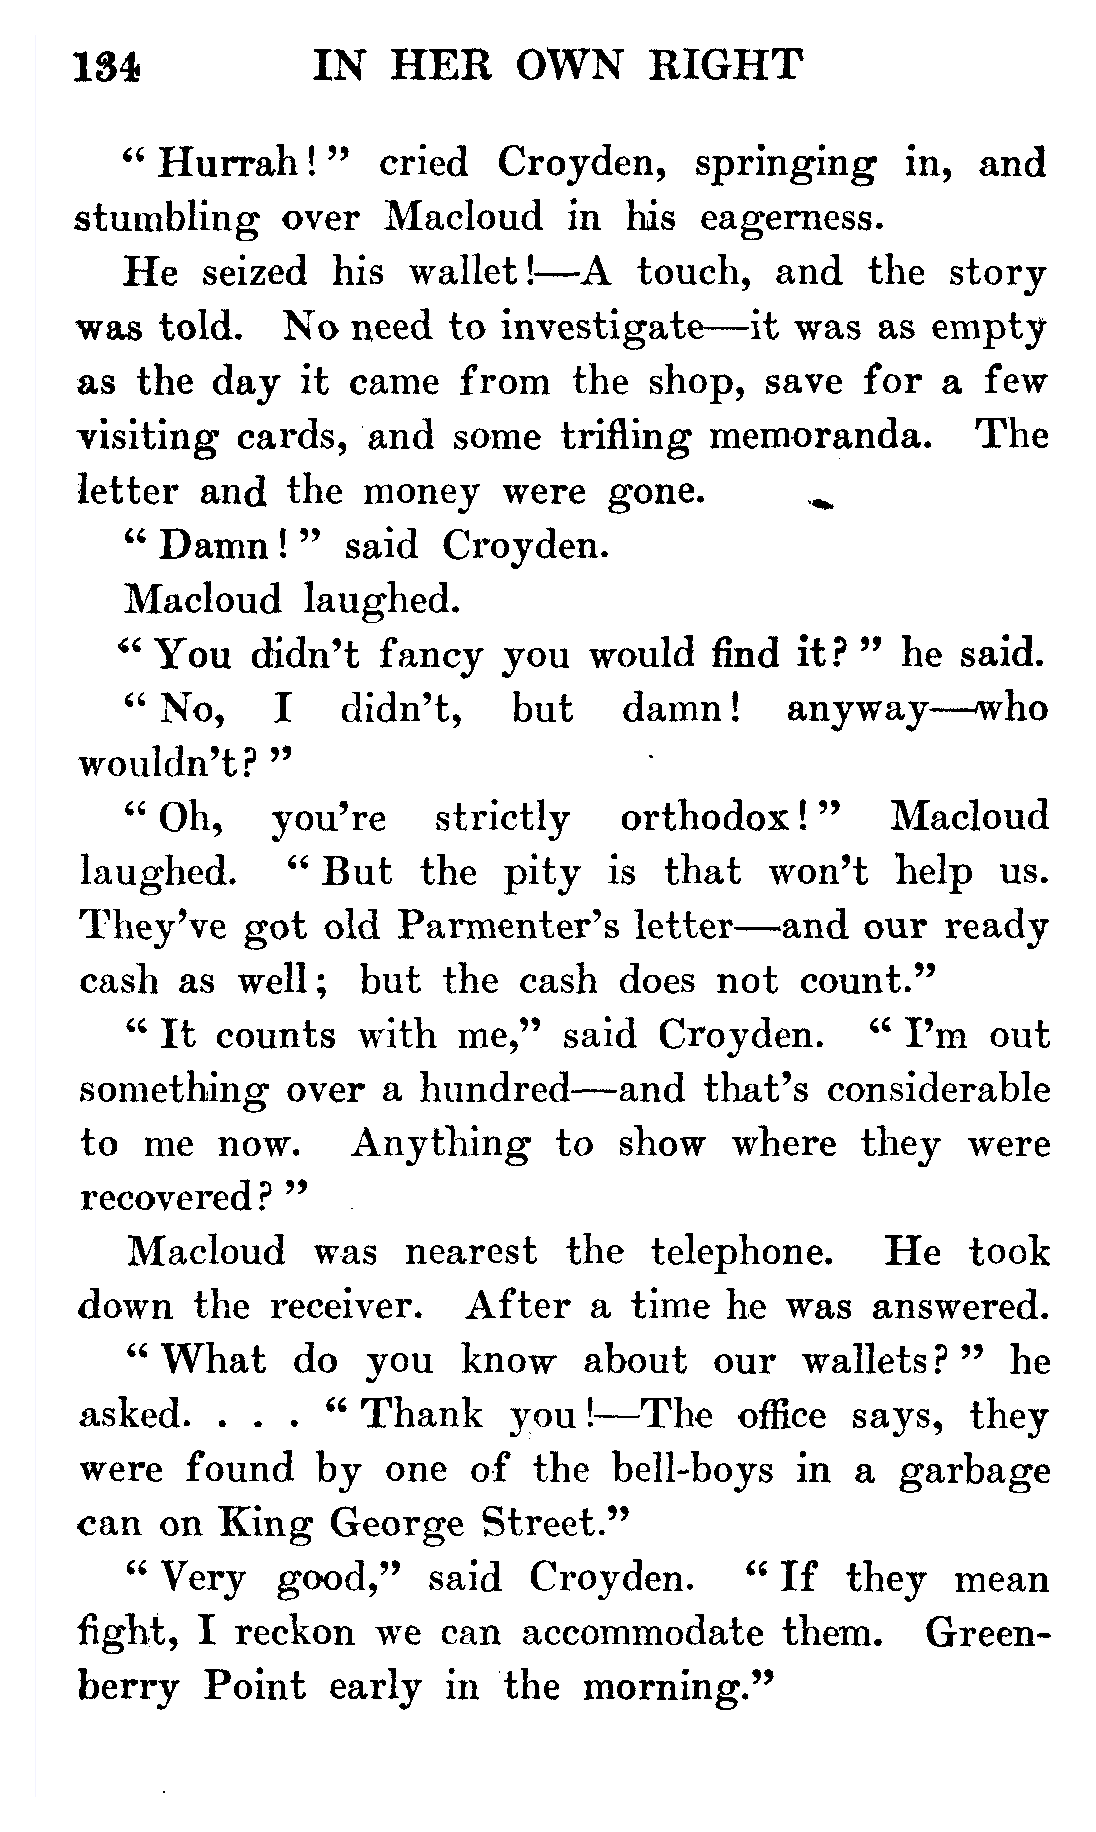 134 IN HER OWN RIGHT
“ Hurrah! ” cried Croyden, springing in, and
stumbling over Macloud in his eagerness.
He seized his wallet!—A touch, and the story
was told. No need to investigate—it was as empty
as the day it came from the shop, save for a few
visiting cards, and some trifling memoranda. The
letter and the money were gone.
“ Damn! ” said Croyden.
Macloud laughed.
“ You didn’t fancy you would find it? ” he said.
“ No, I didn’t, but damn! anyway—who
wouldn’t? ”
“ Oh, you’re strictly orthodox! ” Macloud
laughed. “ But the pity is that won’t help us.
They’ve got old Parmenter’s letter—and our ready
cash as well; but the cash does not count.”
“ It counts with me,” said Croyden. “ I’m out
something over a hundred—and that’s considerable
to me now. Anything to show where they were
recovered? ”
Macloud was nearest the telephone. He took
down the receiver. After a time he was answered.
“ What do you know about our wallets? ” he
asked. . . . “ Thank you!—The office says, they
were found by one of the bell-boys in a garbage
can on King George Street.”
“ Very good,” said Croyden. “ If they mean
fight, I reckon we can accommodate them. Green-
berry Point early in the morning.”